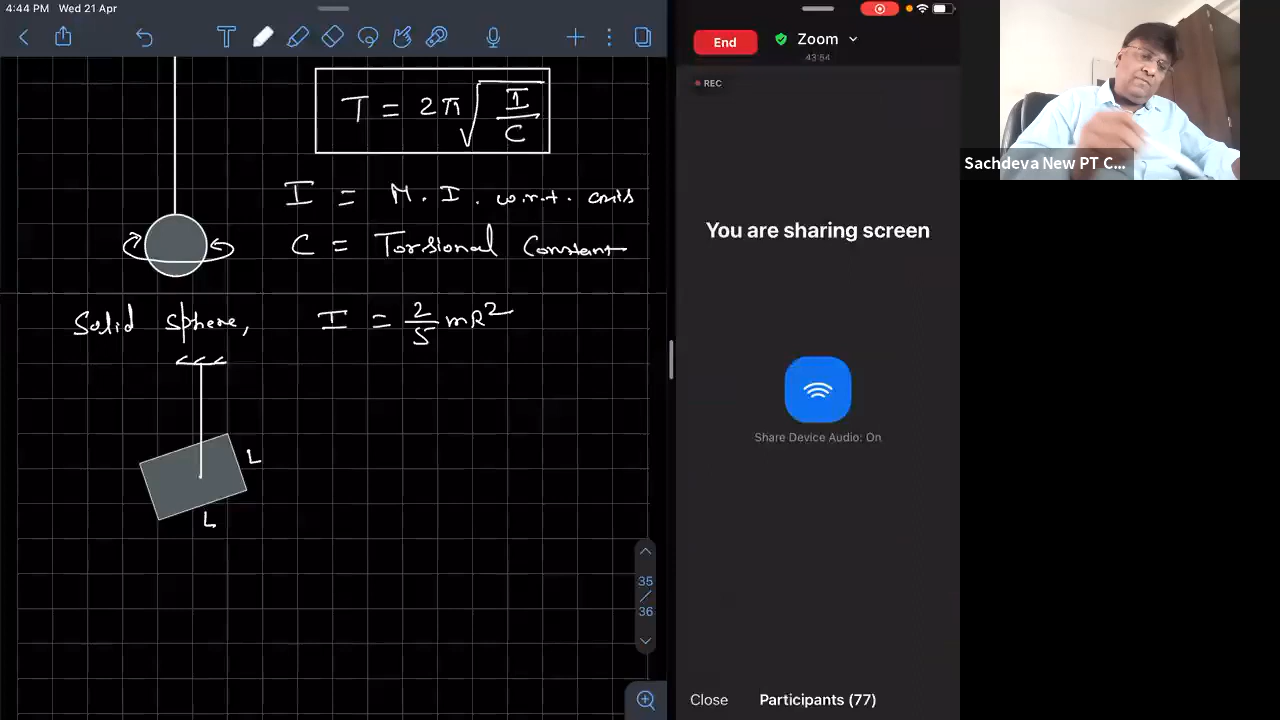 4:44 PM Wed 21 Apr
T = 2π√(I/C)
I = M.I. w.r.t. axis
C = Torsional Constant
Solid sphere, I = 2/5 mR²
L
L
35
/
36
End
Zoom
43:54
REC
You are sharing screen
Share Device Audio: On
Close Participants (77)
Sachdeva New PT C...